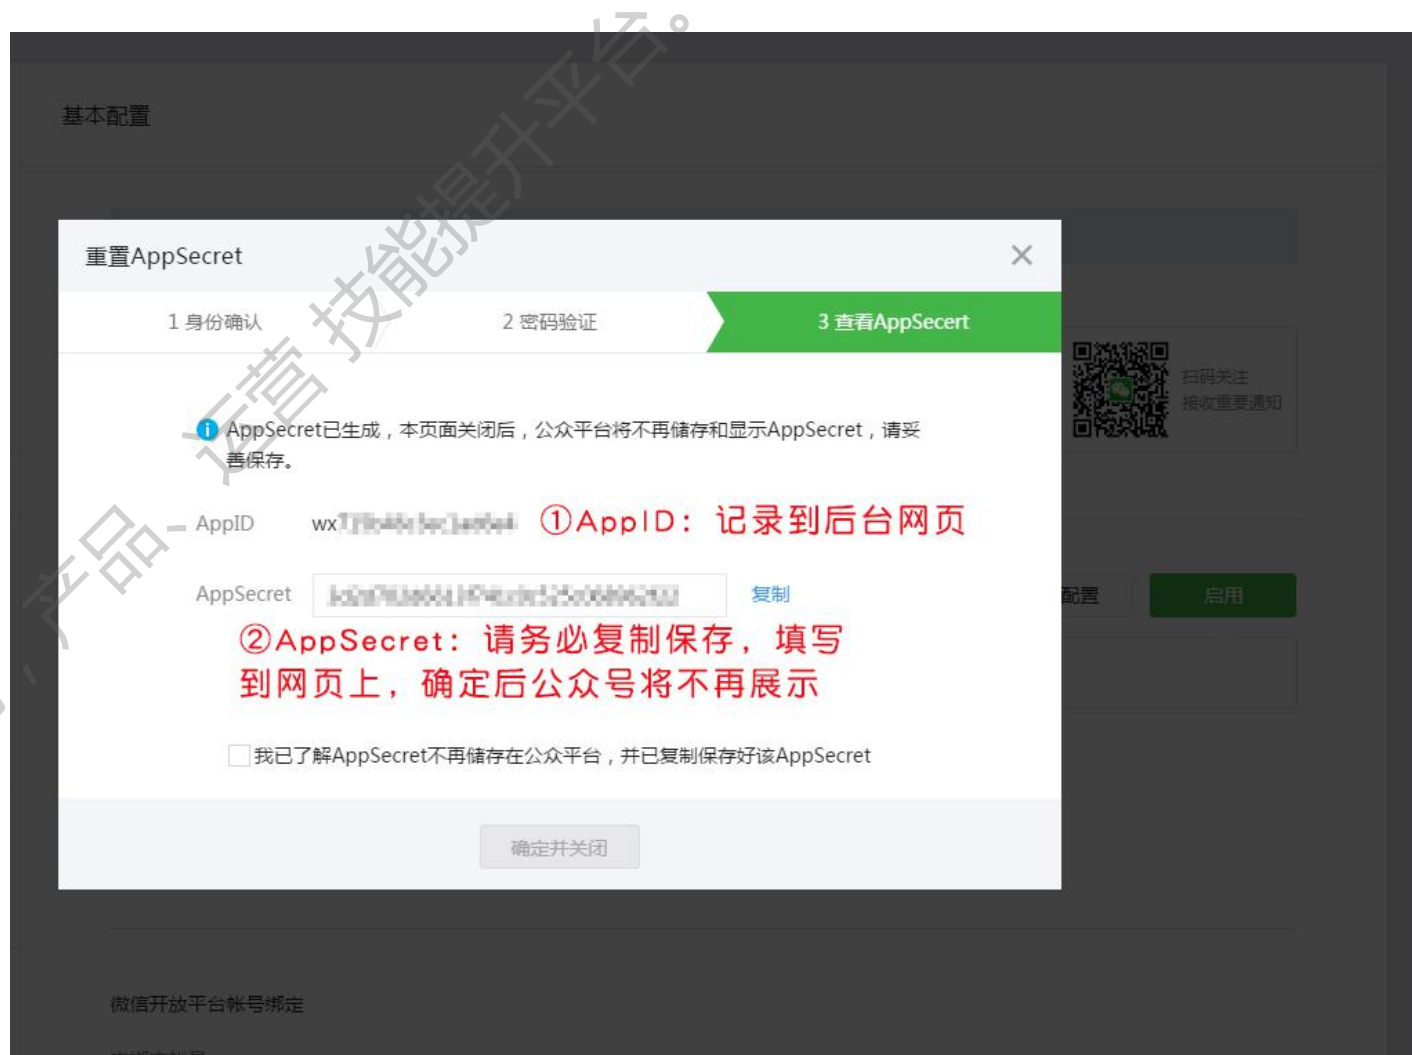 基本配置
重置AppSecret
1 身份确认
2 密码验证
3 查看AppSecert
扫码关注
接收重要通知
AppSecret已生成，本页面关闭后，公众平台将不再储存和显示AppSecret，请妥
善保存。
AppID
wx
①AppID：记录到后台网页
AppSecret
复制
配置
启用
②AppSecret：请务必复制保存，填写
到网页上，确定后公众号将不再展示
我已了解AppSecret不再储存在公众平台，并已复制保存好该AppSecret
确定并关闭
微信开放平台帐号绑定
，产品、运营 技能提升平台。